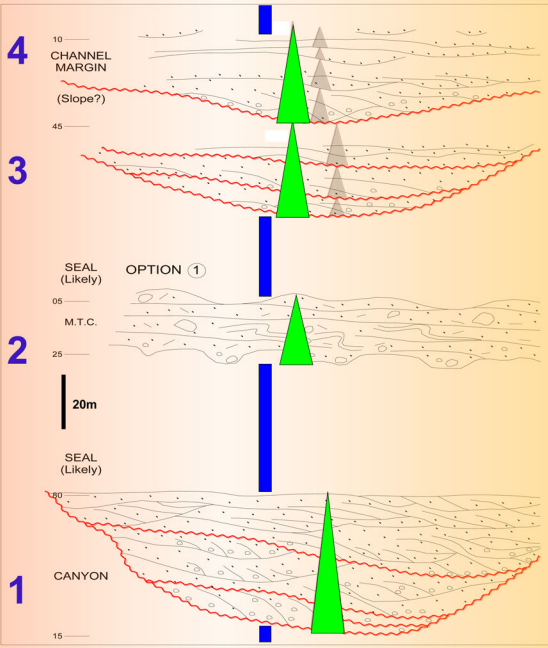 10
4
CHANNEL
MARGIN
(Slope?)
45
3
SEAL
(Likely)
OPTION 1
05
M.T.C.
2
25
20m
SEAL
(Likely)
80
CANYON
1
15